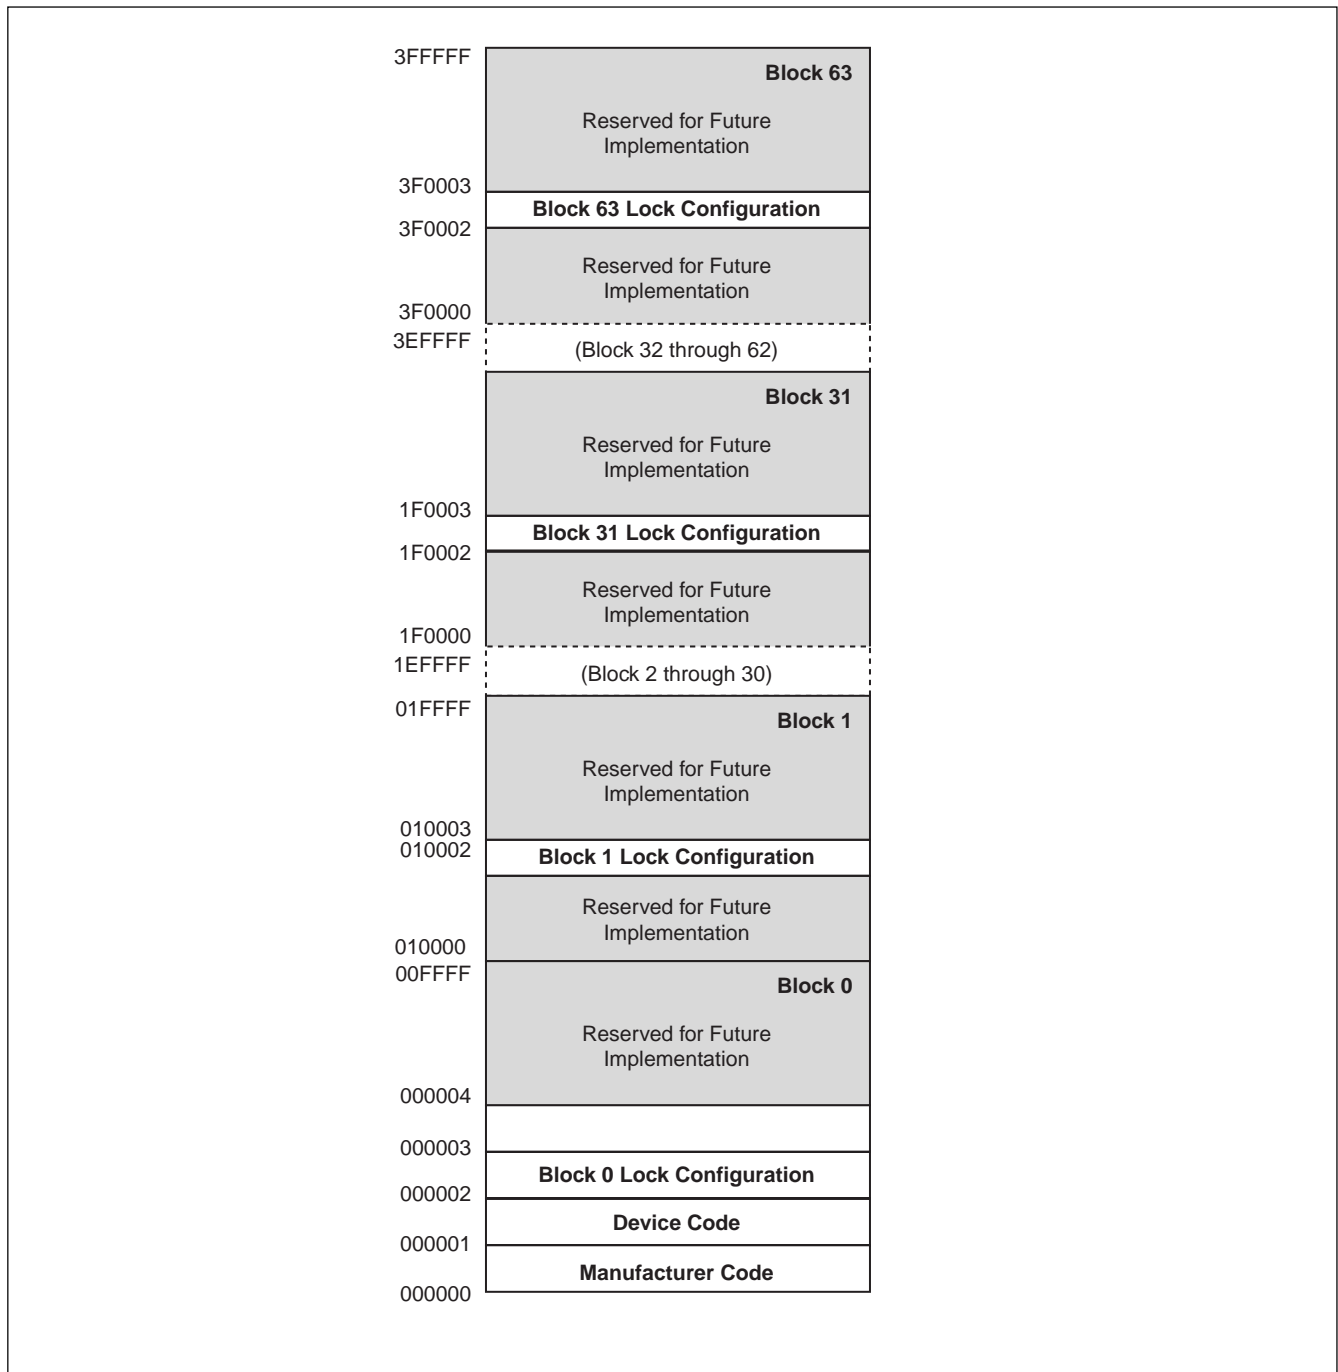 3FFFFF
Block 63
Reserved for Future
Implementation
3F0003
Block 63 Lock Configuration
3F0002
Reserved for Future
Implementation
3F0000
3EFFFF
(Block 32 through 62)
Block 31
Reserved for Future
Implementation
1F0003
Block 31 Lock Configuration
1F0002
Reserved for Future
Implementation
1F0000
1EFFFF
(Block 2 through 30)
01FFFF
Block 1
Reserved for Future
Implementation
010003
010002
Block 1 Lock Configuration
Reserved for Future
Implementation
010000
00FFFF
Block 0
Reserved for Future
Implementation
000004
000003
Block 0 Lock Configuration
000002
Device Code
000001
Manufacturer Code
000000